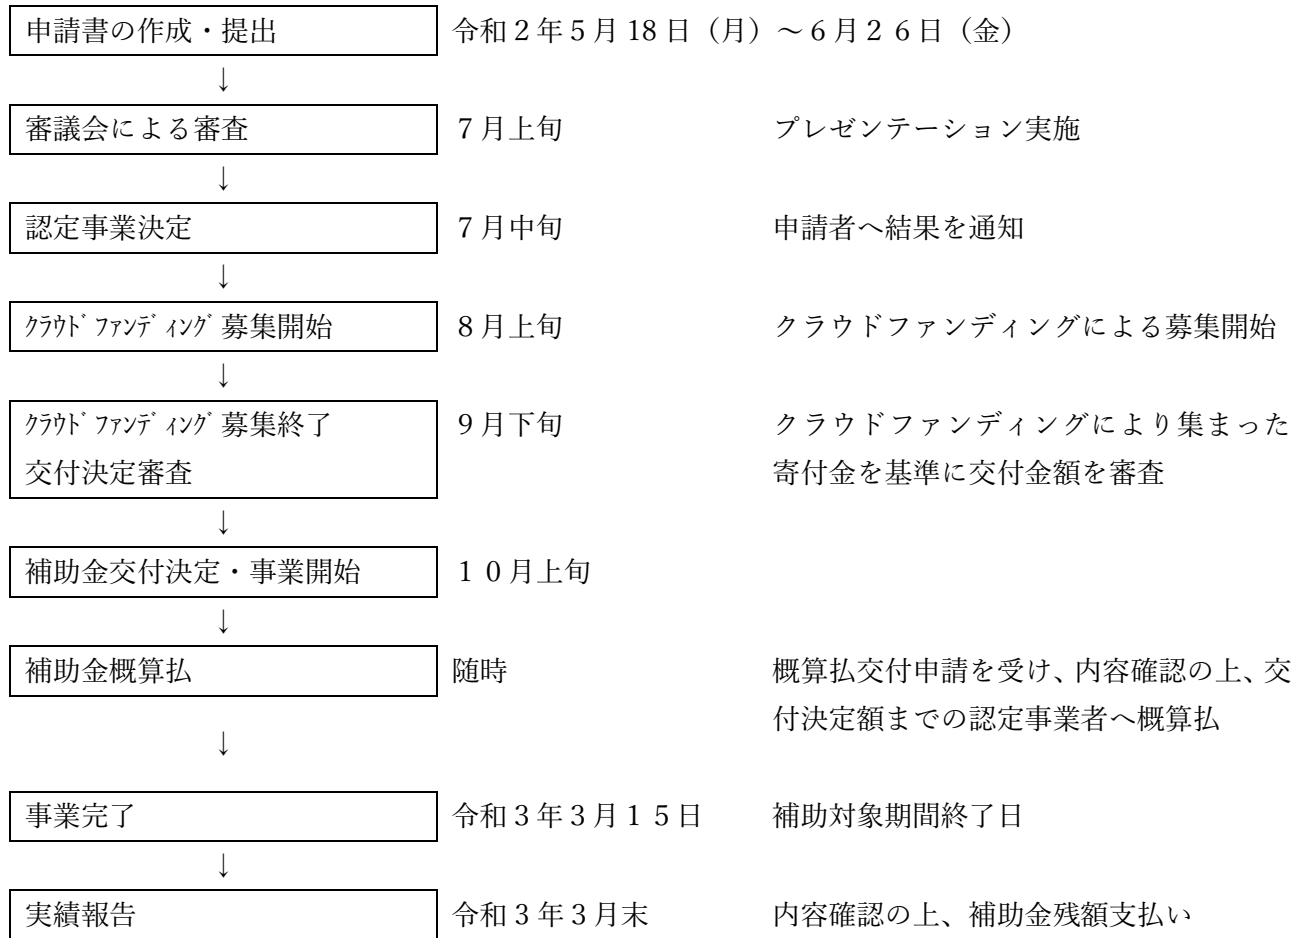 申請書の作成・提出 令和２年５月18日（月）～６月２６日（金）
↓
審議会による審査 ７月上旬 プレゼンテーション実施
↓
認定事業決定 ７月中旬 申請者へ結果を通知
↓
ｸﾗｳﾄﾞﾌｧﾝﾃﾞｨﾝｸﾞ募集開始 ８月上旬 クラウドファンディングによる募集開始
↓
ｸﾗｳﾄﾞﾌｧﾝﾃﾞｨﾝｸﾞ募集終了 ９月下旬 クラウドファンディングにより集まった
交付決定審査 寄付金を基準に交付金額を審査
↓
補助金交付決定・事業開始 １０月上旬
↓
補助金概算払 随時 概算払交付申請を受け、内容確認の上、交
付決定額までの認定事業者へ概算払
↓
事業完了 令和３年３月１５日 補助対象期間終了日
↓
実績報告 令和３年３月末 内容確認の上、補助金残額支払い